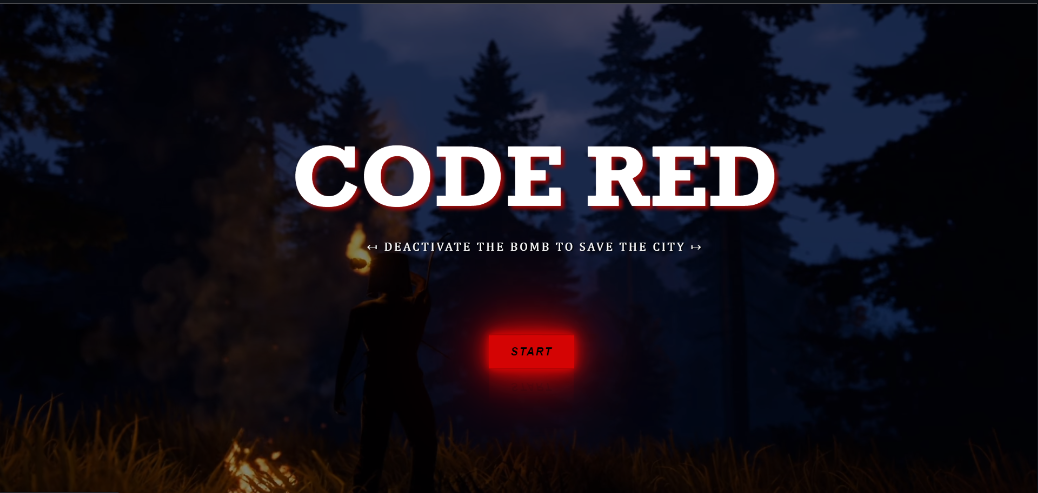 CODE RED
↢ DEACTIVATE THE BOMB TO SAVE THE CITY ↦
START